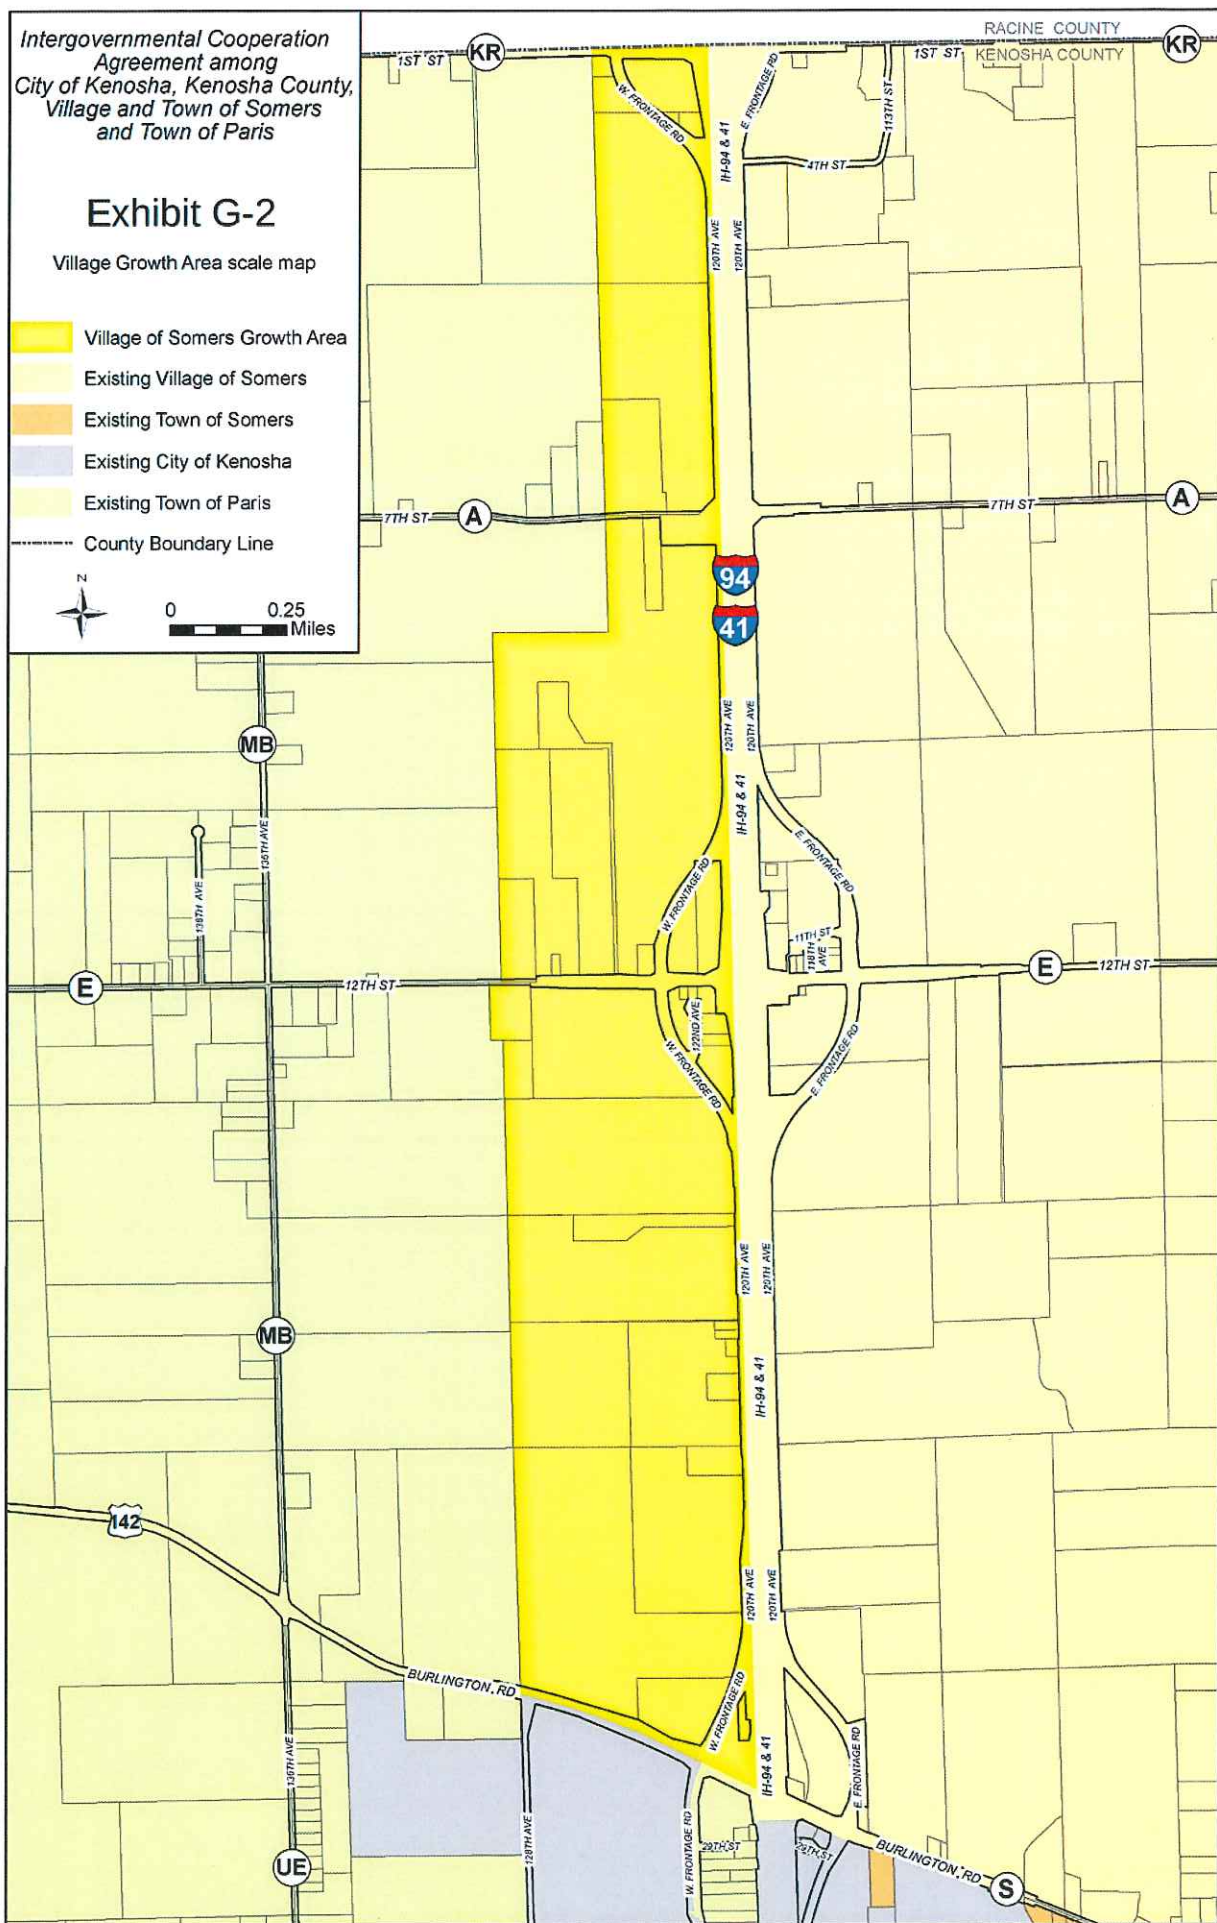 Intergovernmental Cooperation
Agreement among
City of Kenosha, Kenosha County,
Village and Town of Somers
and Town of Paris
Exhibit G-2
Village Growth Area scale map
Village of Somers Growth Area
Existing Village of Somers
Existing Town of Somers
Existing City of Kenosha
Existing Town of Paris
County Boundary Line
N
0 0.25
Miles
RACINE COUNTY
KENOSHA COUNTY
1ST ST
KR
1ST ST
KR
W. FRONTAGE RD
E. FRONTAGE RD
113TH ST
4TH ST
IH-94 & 41
120TH AVE
120TH AVE
7TH ST
A
7TH ST
A
94
41
MB
120TH AVE
120TH AVE
IH-94 & 41
136TH AVE
138TH AVE
W. FRONTAGE RD
E. FRONTAGE RD
11TH ST
118TH AVE
E
12TH ST
E
12TH ST
122ND AVE
W. FRONTAGE RD
E. FRONTAGE RD
120TH AVE
120TH AVE
MB
IH-94 & 41
142
120TH AVE
120TH AVE
BURLINGTON RD
W. FRONTAGE RD
IH-94 & 41
E. FRONTAGE RD
136TH AVE
128TH AVE
W. FRONTAGE RD
29TH ST
29TH ST
BURLINGTON RD
UE
S